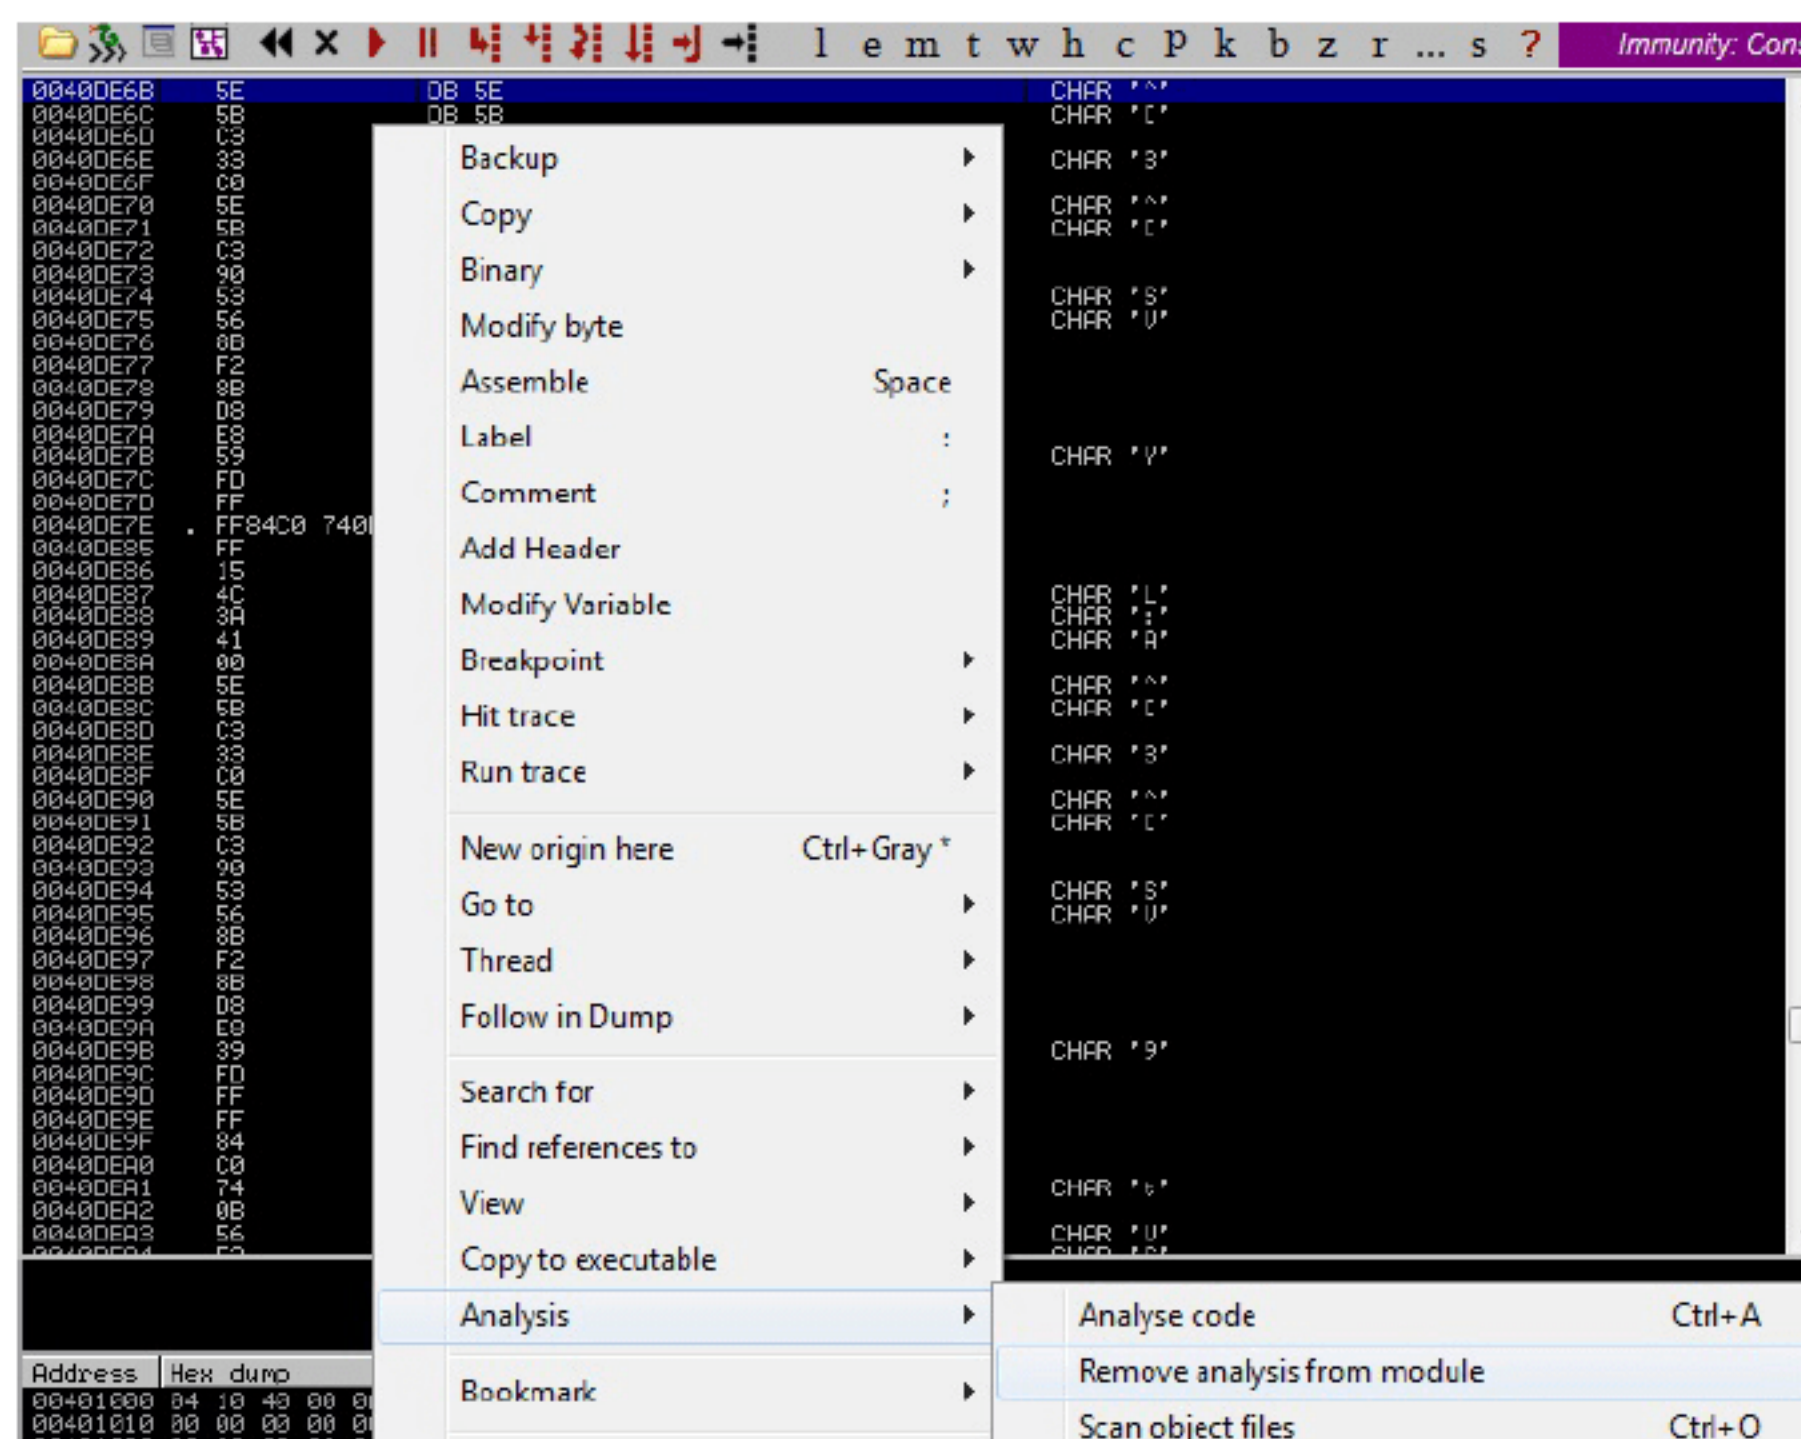 l e m t w h c P k b z r ... s ? Immunity: Cons
0040DE6B 5E DB 5E CHAR '^'
0040DE6C 5B DB 5B CHAR '['
0040DE6D C3
0040DE6E 33 CHAR '3'
0040DE6F C0
0040DE70 5E CHAR '^'
0040DE71 5B CHAR '['
0040DE72 C3
0040DE73 90
0040DE74 53 CHAR 'S'
0040DE75 56 CHAR 'V'
0040DE76 8B
0040DE77 F2
0040DE78 8B
0040DE79 D8
0040DE7A E8
0040DE7B 59 CHAR 'Y'
0040DE7C FD
0040DE7D FF
0040DE7E . FF84C0 740
0040DE85 FF
0040DE86 15
0040DE87 4C CHAR 'L'
0040DE88 3A CHAR ':'
0040DE89 41 CHAR 'A'
0040DE8A 00
0040DE8B 5E CHAR '^'
0040DE8C 5B CHAR '['
0040DE8D C3
0040DE8E 33 CHAR '3'
0040DE8F C0
0040DE90 5E CHAR '^'
0040DE91 5B CHAR '['
0040DE92 C3
0040DE93 90
0040DE94 53 CHAR 'S'
0040DE95 56 CHAR 'V'
0040DE96 8B
0040DE97 F2
0040DE98 8B
0040DE99 D8
0040DE9A E8
0040DE9B 39 CHAR '9'
0040DE9C FD
0040DE9D FF
0040DE9E FF
0040DE9F 84
0040DEA0 C0
0040DEA1 74 CHAR 't'
0040DEA2 0B
0040DEA3 56 CHAR 'V'
Backup
Copy
Binary
Modify byte
Assemble Space
Label :
Comment ;
Add Header
Modify Variable
Breakpoint
Hit trace
Run trace
New origin here Ctrl+Gray *
Go to
Thread
Follow in Dump
Search for
Find references to
View
Copy to executable
Analysis
Bookmark
Analyse code Ctrl+A
Remove analysis from module
Scan object files Ctrl+O
Address Hex dump
00401000 04 10 40 00 0
00401010 00 00 00 00 0